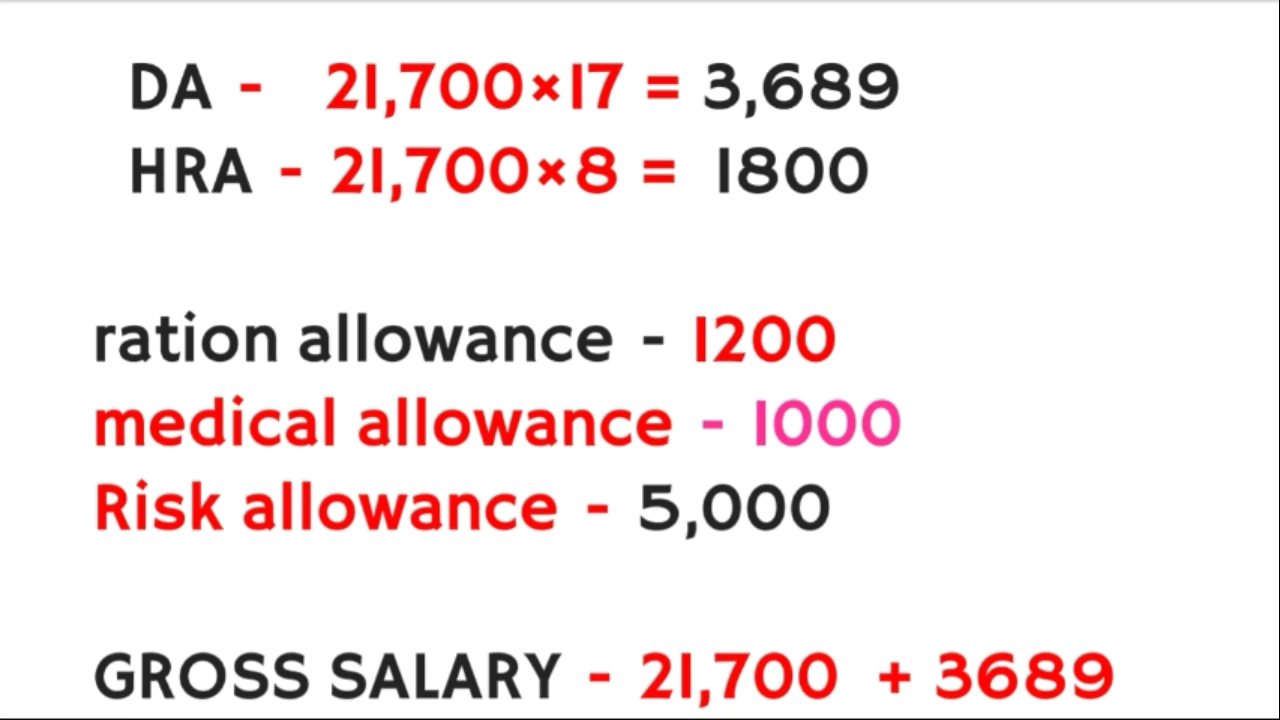 DA - 21,700×17 = 3,689
HRA - 21,700×8 = 1800
ration allowance - 1200
medical allowance - 1000
Risk allowance - 5,000
GROSS SALARY - 21,700 + 3689